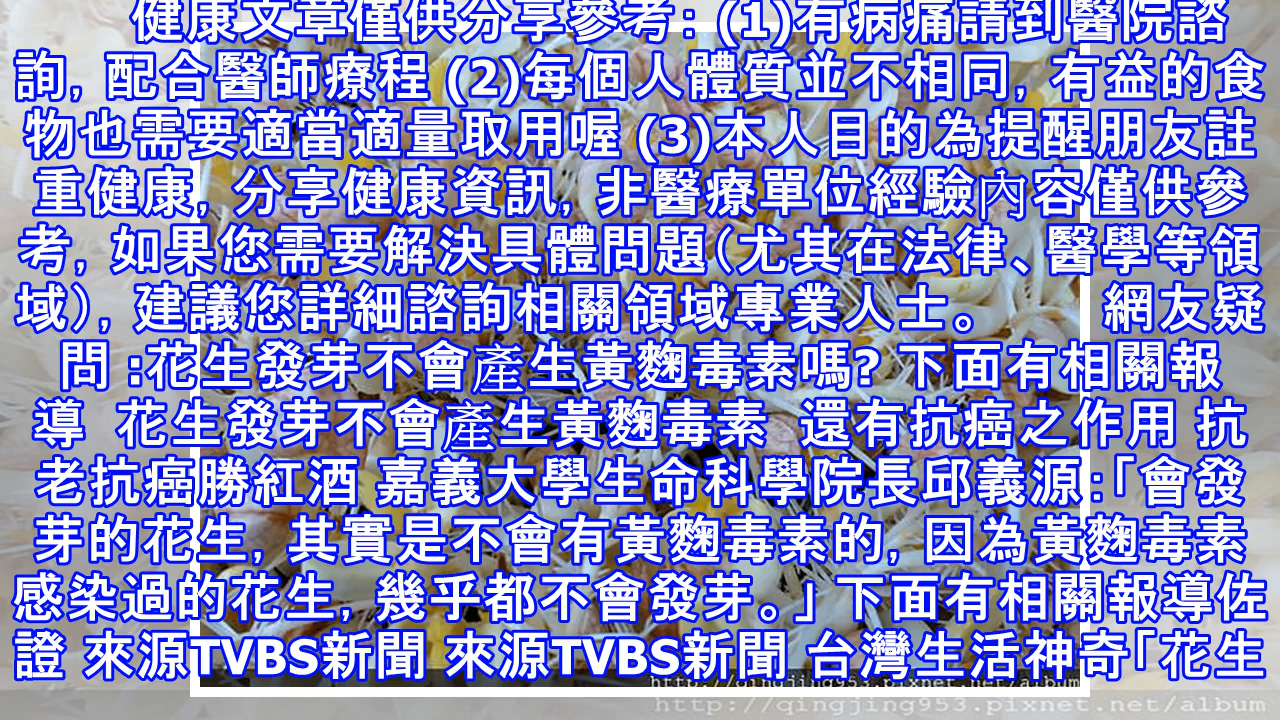 健康文章僅供分享參考: (1)有病痛請到醫院諮
詢, 配合醫師療程 (2)每個人體質並不相同, 有益的食
物也需要適當適量取用喔 (3)本人目的為提醒朋友註
重健康, 分享健康資訊, 非醫療單位經驗內容僅供參
考, 如果您需要解決具體問題(尤其在法律、醫學等領
域), 建議您詳細諮詢相關領域專業人士。 網友疑
問 :花生發芽不會產生黃麴毒素嗎? 下面有相關報
導 花生發芽不會產生黃麴毒素 還有抗癌之作用 抗
老抗癌勝紅酒 嘉義大學生命科學院長邱義源:「會發
芽的花生, 其實是不會有黃麴毒素的, 因為黃麴毒素
感染過的花生, 幾乎都不會發芽。」下面有相關報導佐
證 來源TVBS新聞 來源TVBS新聞 台灣生活神奇「花生
http://qingjing953.pixnet.net/album
http://qingjing953.pixnet.net/album